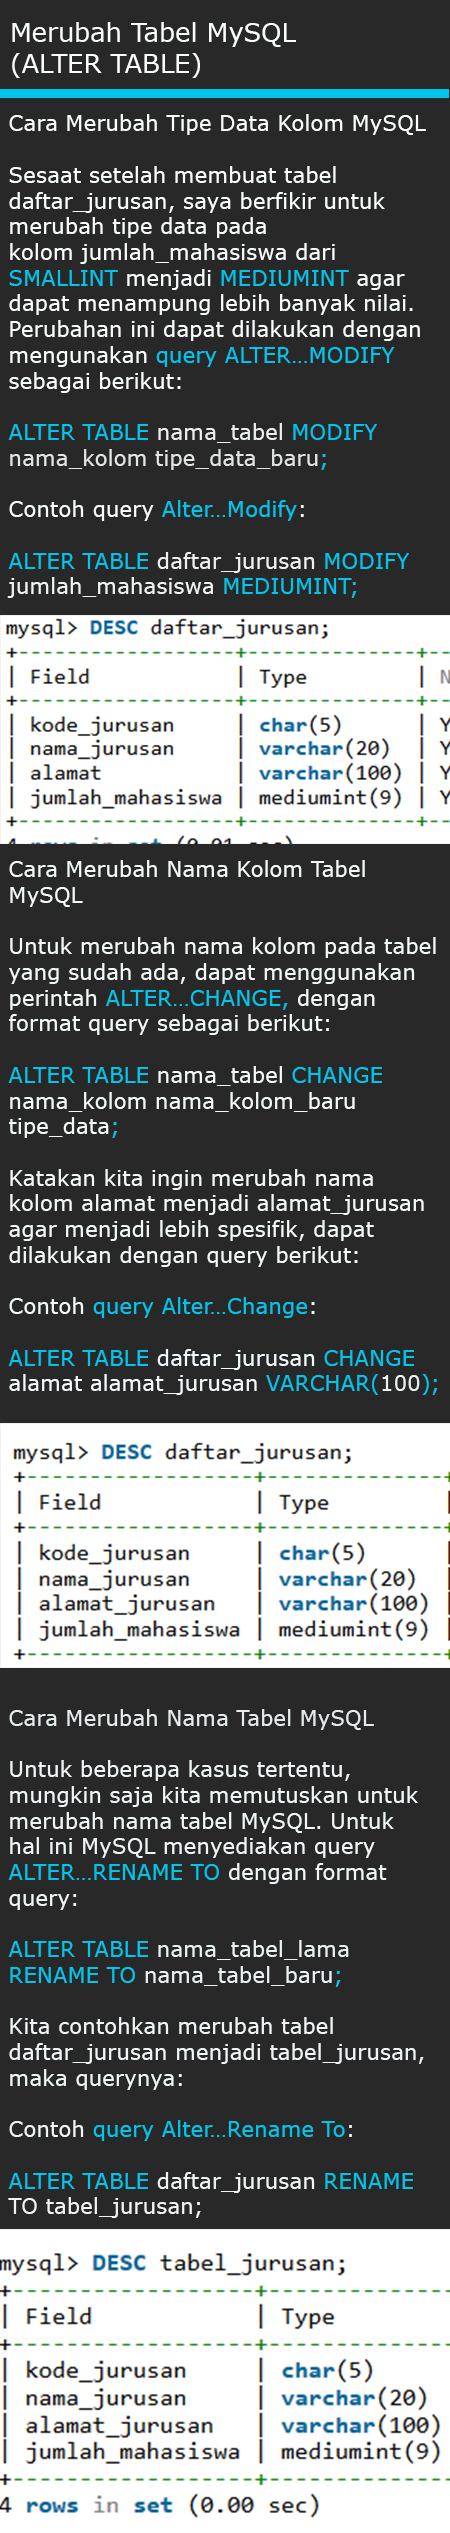 Merubah Tabel MySQL
(ALTER TABLE)
Cara Merubah Tipe Data Kolom MySQL
Sesaat setelah membuat tabel
daftar_jurusan, saya berfikir untuk
merubah tipe data pada
kolom jumlah_mahasiswa dari
SMALLINT menjadi MEDIUMINT agar
dapat menampung lebih banyak nilai.
Perubahan ini dapat dilakukan dengan
mengunakan query ALTER...MODIFY
sebagai berikut:
ALTER TABLE nama_tabel MODIFY
nama_kolom tipe_data_baru;
Contoh query Alter...Modify:
ALTER TABLE daftar_jurusan MODIFY
jumlah_mahasiswa MEDIUMINT;
mysql> DESC daftar_jurusan;
+------------------+--------------+--
| Field | Type | N
+------------------+--------------+--
| kode_jurusan | char(5) | Y
| nama_jurusan | varchar(20) | Y
| alamat | varchar(100) | Y
| jumlah_mahasiswa | mediumint(9) | Y
+------------------+--------------+--
4 rows in set (0.01 sec)
Cara Merubah Nama Kolom Tabel
MySQL
Untuk merubah nama kolom pada tabel
yang sudah ada, dapat menggunakan
perintah ALTER...CHANGE, dengan
format query sebagai berikut:
ALTER TABLE nama_tabel CHANGE
nama_kolom nama_kolom_baru
tipe_data;
Katakan kita ingin merubah nama
kolom alamat menjadi alamat_jurusan
agar menjadi lebih spesifik, dapat
dilakukan dengan query berikut:
Contoh query Alter...Change:
ALTER TABLE daftar_jurusan CHANGE
alamat alamat_jurusan VARCHAR(100);
mysql> DESC daftar_jurusan;
+------------------+--------------+
| Field | Type |
+------------------+--------------+
| kode_jurusan | char(5) |
| nama_jurusan | varchar(20) |
| alamat_jurusan | varchar(100) |
| jumlah_mahasiswa | mediumint(9) |
+------------------+--------------+
Cara Merubah Nama Tabel MySQL
Untuk beberapa kasus tertentu,
mungkin saja kita memutuskan untuk
merubah nama tabel MySQL. Untuk
hal ini MySQL menyediakan query
ALTER...RENAME TO dengan format
query:
ALTER TABLE nama_tabel_lama
RENAME TO nama_tabel_baru;
Kita contohkan merubah tabel
daftar_jurusan menjadi tabel_jurusan,
maka querynya:
Contoh query Alter...Rename To:
ALTER TABLE daftar_jurusan RENAME
TO tabel_jurusan;
mysql> DESC tabel_jurusan;
+------------------+-------------
| Field | Type
+------------------+-------------
| kode_jurusan | char(5)
| nama_jurusan | varchar(20)
| alamat_jurusan | varchar(100)
| jumlah_mahasiswa | mediumint(9)
+------------------+-------------
4 rows in set (0.00 sec)